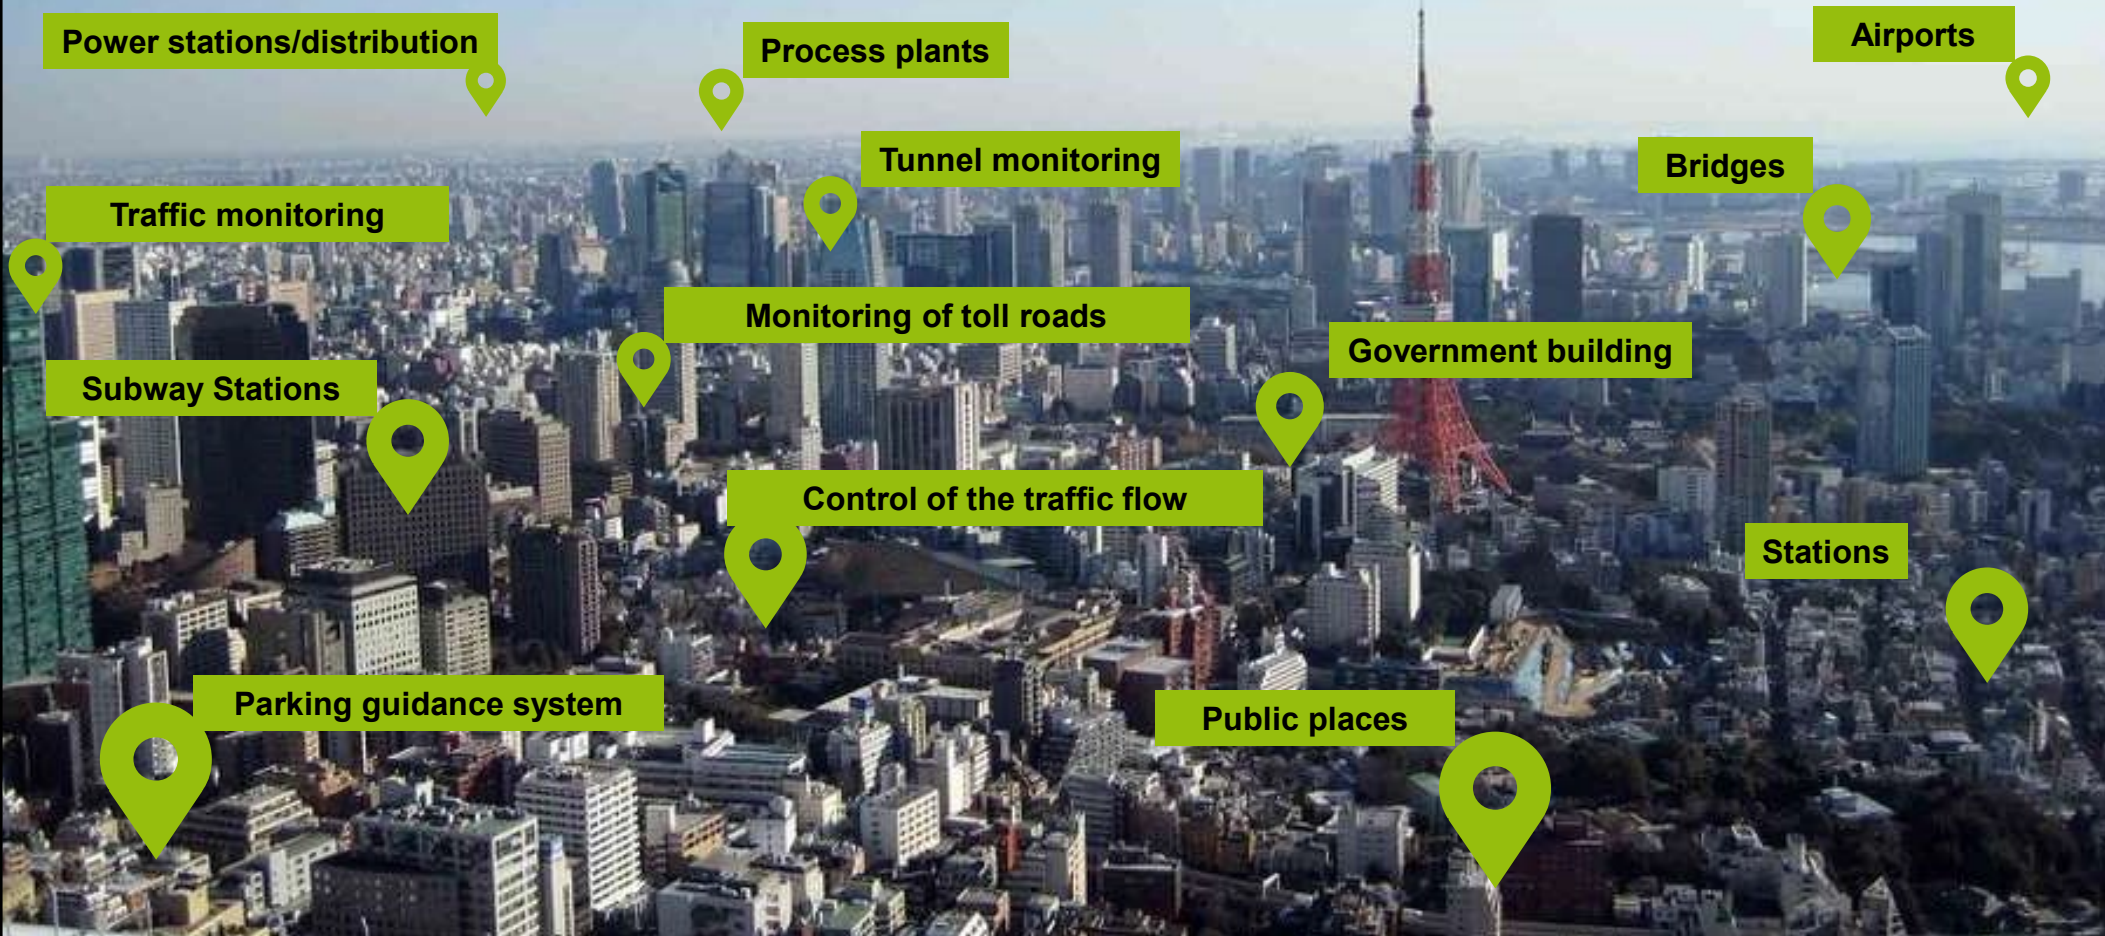 Power stations/distribution
Process plants
Airports
Tunnel monitoring
Bridges
Traffic monitoring
Monitoring of toll roads
Government building
Subway Stations
Control of the traffic flow
Stations
Parking guidance system
Public places